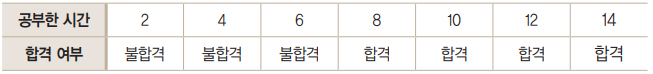 공부한 시간 2 4 6 8 10 12 14
합격 여부 불합격 불합격 불합격 합격 합격 합격 합격